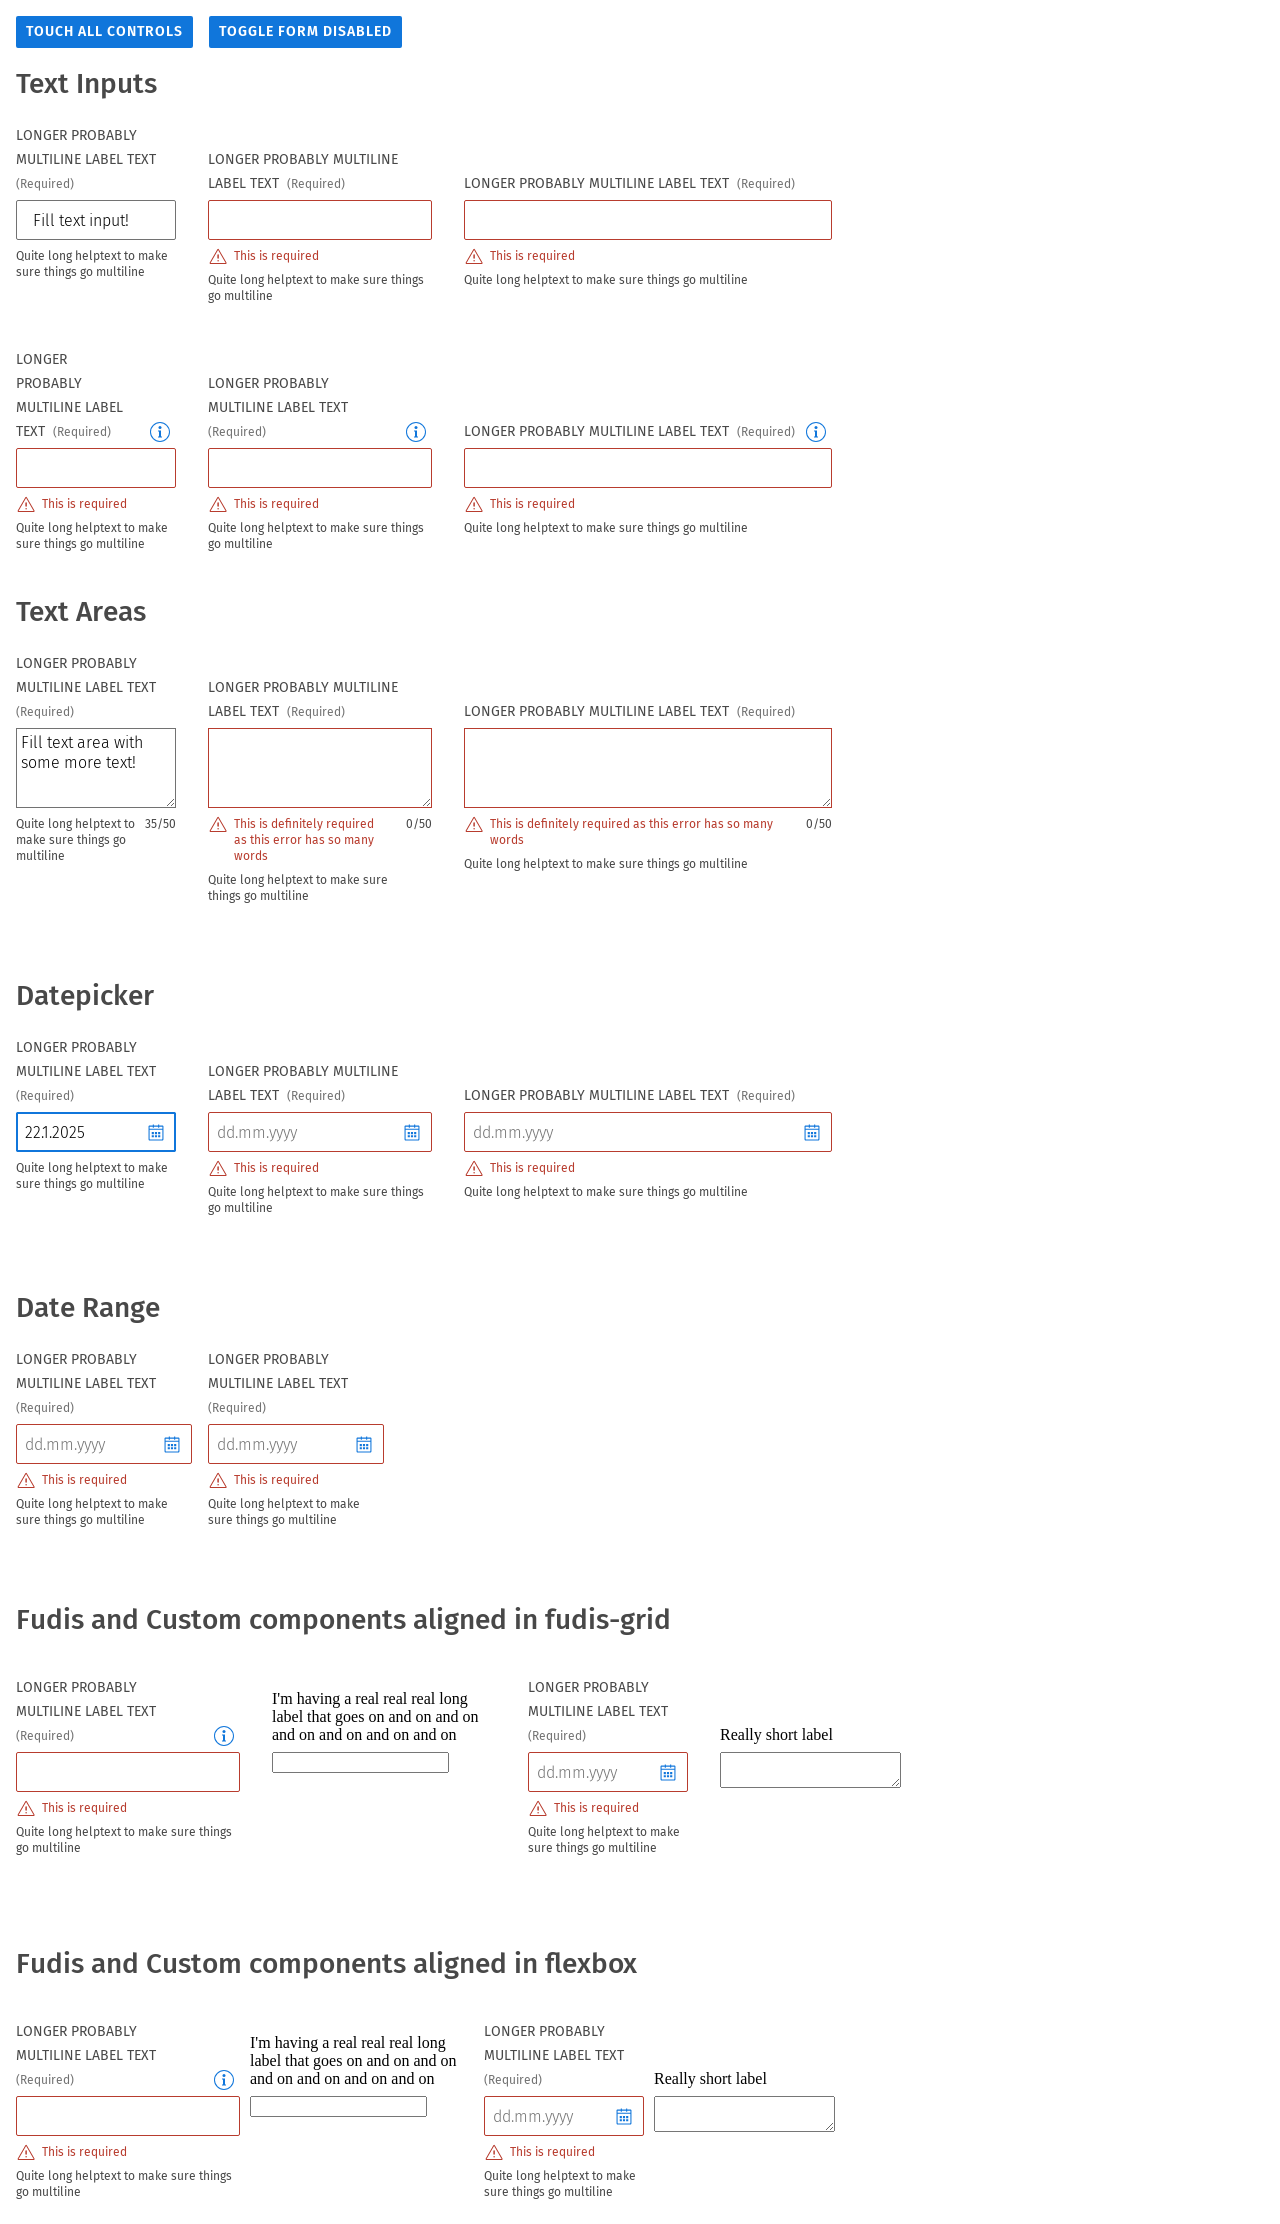 TOUCH ALL CONTROLS
TOGGLE FORM DISABLED
Text Inputs
LONGER PROBABLY
MULTILINE LABEL TEXT
(Required)
Fill text input!
Quite long helptext to make
sure things go multiline
LONGER PROBABLY MULTILINE
LABEL TEXT (Required)
This is required
Quite long helptext to make sure things
go multiline
LONGER PROBABLY MULTILINE LABEL TEXT (Required)
This is required
Quite long helptext to make sure things go multiline
LONGER
PROBABLY
MULTILINE LABEL
TEXT (Required)
This is required
Quite long helptext to make
sure things go multiline
LONGER PROBABLY
MULTILINE LABEL TEXT
(Required)
This is required
Quite long helptext to make sure things
go multiline
LONGER PROBABLY MULTILINE LABEL TEXT (Required)
This is required
Quite long helptext to make sure things go multiline
Text Areas
LONGER PROBABLY
MULTILINE LABEL TEXT
(Required)
Fill text area with
some more text!
Quite long helptext to
make sure things go
multiline
35/50
LONGER PROBABLY MULTILINE
LABEL TEXT (Required)
This is definitely required
as this error has so many
words
0/50
Quite long helptext to make sure
things go multiline
LONGER PROBABLY MULTILINE LABEL TEXT (Required)
This is definitely required as this error has so many
words
0/50
Quite long helptext to make sure things go multiline
Datepicker
LONGER PROBABLY
MULTILINE LABEL TEXT
(Required)
22.1.2025
Quite long helptext to make
sure things go multiline
LONGER PROBABLY MULTILINE
LABEL TEXT (Required)
dd.mm.yyyy
This is required
Quite long helptext to make sure things
go multiline
LONGER PROBABLY MULTILINE LABEL TEXT (Required)
dd.mm.yyyy
This is required
Quite long helptext to make sure things go multiline
Date Range
LONGER PROBABLY
MULTILINE LABEL TEXT
(Required)
dd.mm.yyyy
This is required
Quite long helptext to make
sure things go multiline
LONGER PROBABLY
MULTILINE LABEL TEXT
(Required)
dd.mm.yyyy
This is required
Quite long helptext to make
sure things go multiline
Fudis and Custom components aligned in fudis-grid
LONGER PROBABLY
MULTILINE LABEL TEXT
(Required)
This is required
Quite long helptext to make sure things
go multiline
I'm having a real real real long
label that goes on and on and on
and on and on and on and on
LONGER PROBABLY
MULTILINE LABEL TEXT
(Required)
dd.mm.yyyy
This is required
Quite long helptext to make
sure things go multiline
Really short label
Fudis and Custom components aligned in flexbox
LONGER PROBABLY
MULTILINE LABEL TEXT
(Required)
This is required
Quite long helptext to make sure things
go multiline
I'm having a real real real long
label that goes on and on and on
and on and on and on and on
LONGER PROBABLY
MULTILINE LABEL TEXT
(Required)
dd.mm.yyyy
This is required
Quite long helptext to make
sure things go multiline
Really short label